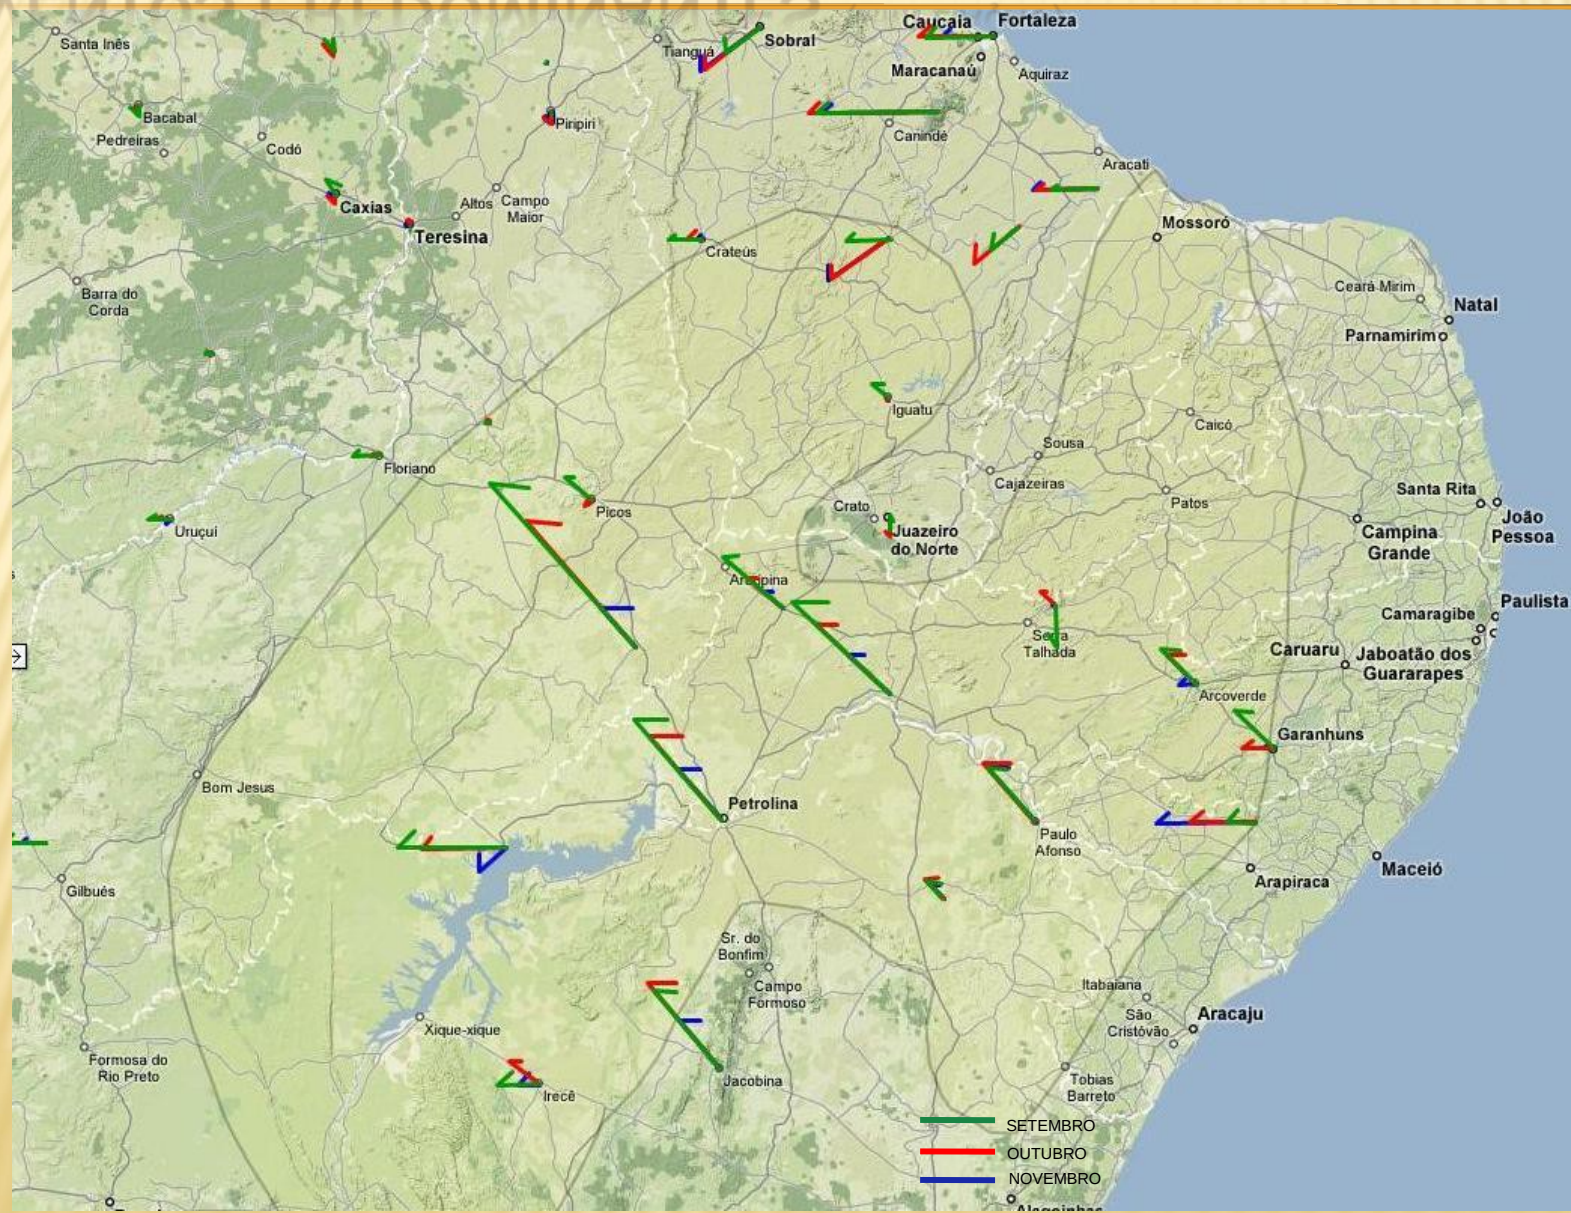 Caucaia
Fortaleza
Santa Inês
Tianguá
Sobral
Maracanaú
Aquiraz
Bacabal
Piripiri
Canindé
Pedreiras
Codó
Aracati
Caxias
Altos
Campo
Maior
Teresina
Crateús
Mossoró
Barra do
Corda
Ceará Mirim
Natal
Parnamirim
Iguatu
Caicó
Sousa
Floriano
Cajazeiras
Picos
Crato
Patos
Santa Rita
João
Pessoa
Uruçuí
Juazeiro
do Norte
Campina
Grande
Araripina
Paulista
Camaragibe
Serra
Talhada
Caruaru
Jaboatão dos
Guararapes
Arcoverde
Garanhuns
Bom Jesus
Petrolina
Paulo
Afonso
Maceió
Gilbués
Arapiraca
Sr. do
Bonfim
Campo
Formoso
Itabaiana
São
Cristóvão
Aracaju
Xique-xique
Formosa do
Rio Preto
Jacobina
Irecê
Tobias
Barreto
SETEMBRO
OUTUBRO
NOVEMBRO
Alagoinhas